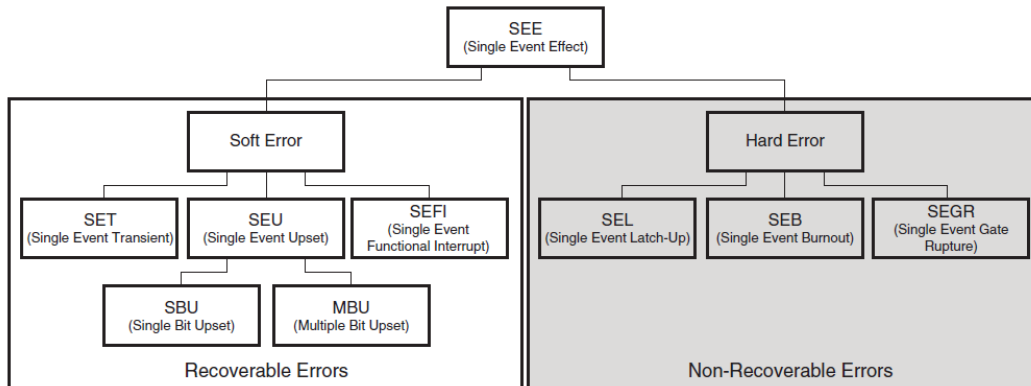 SEE
(Single Event Effect)
Soft Error
Hard Error
SET
(Single Event Transient)
SEU
(Single Event Upset)
SEFI
(Single Event
Functional Interrupt)
SEL
(Single Event Latch-Up)
SEB
(Single Event Burnout)
SEGR
(Single Event Gate
Rupture)
SBU
(Single Bit Upset)
MBU
(Multiple Bit Upset)
Recoverable Errors
Non-Recoverable Errors